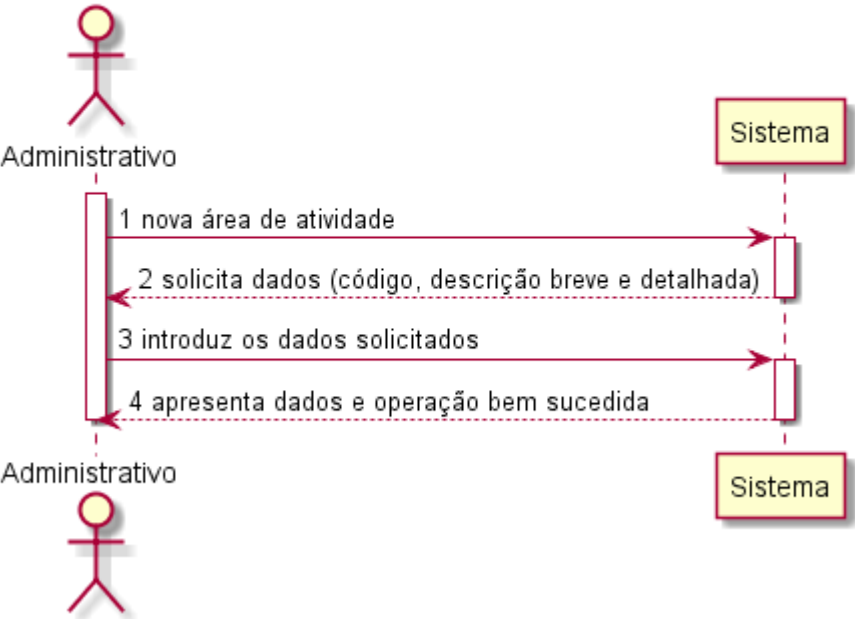 Administrativo
Sistema
1 nova área de atividade
2 solicita dados (código, descrição breve e detalhada)
3 introduz os dados solicitados
4 apresenta dados e operação bem sucedida
Administrativo
Sistema